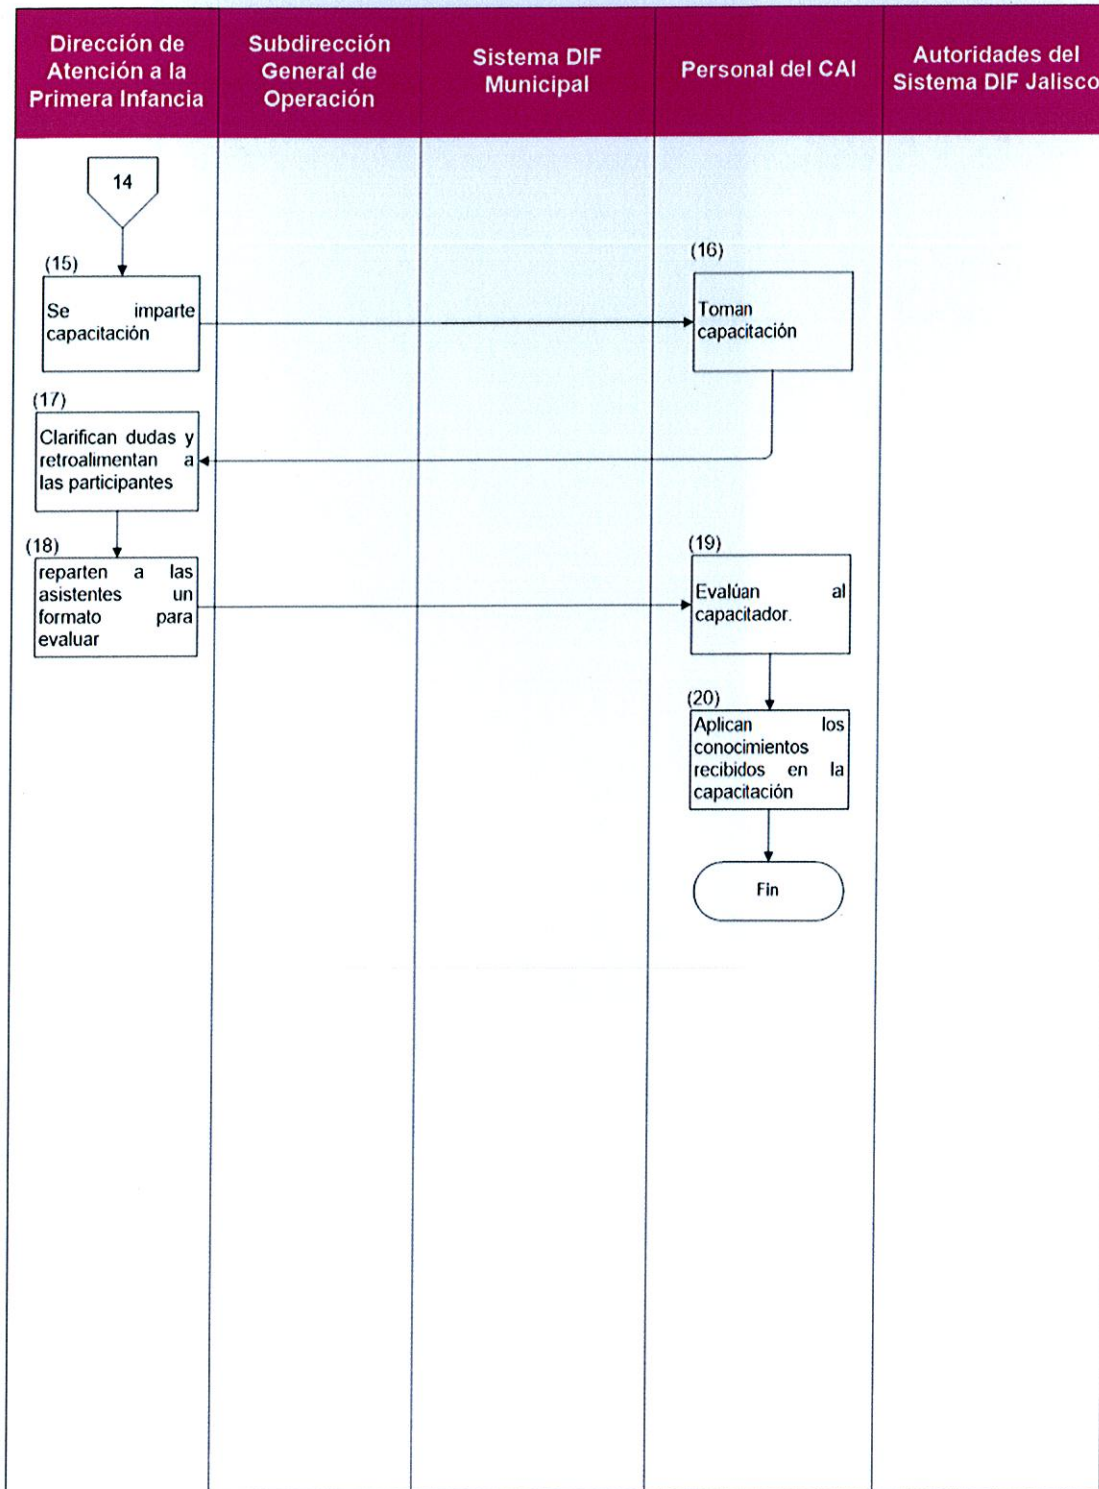 Dirección de
Atención a la
Primera Infancia
Subdirección
General de
Operación
Sistema DIF
Municipal
Personal del CAI
Autoridades del
Sistema DIF Jalisco
14
(15)
Se imparte
capacitación
(16)
Toman
capacitación
(17)
Clarifican dudas y
retroalimentan a
las participantes
(18)
reparten a las
asistentes un
formato para
evaluar
(19)
Evalúan al
capacitador.
(20)
Aplican los
conocimientos
recibidos en la
capacitación
Fin